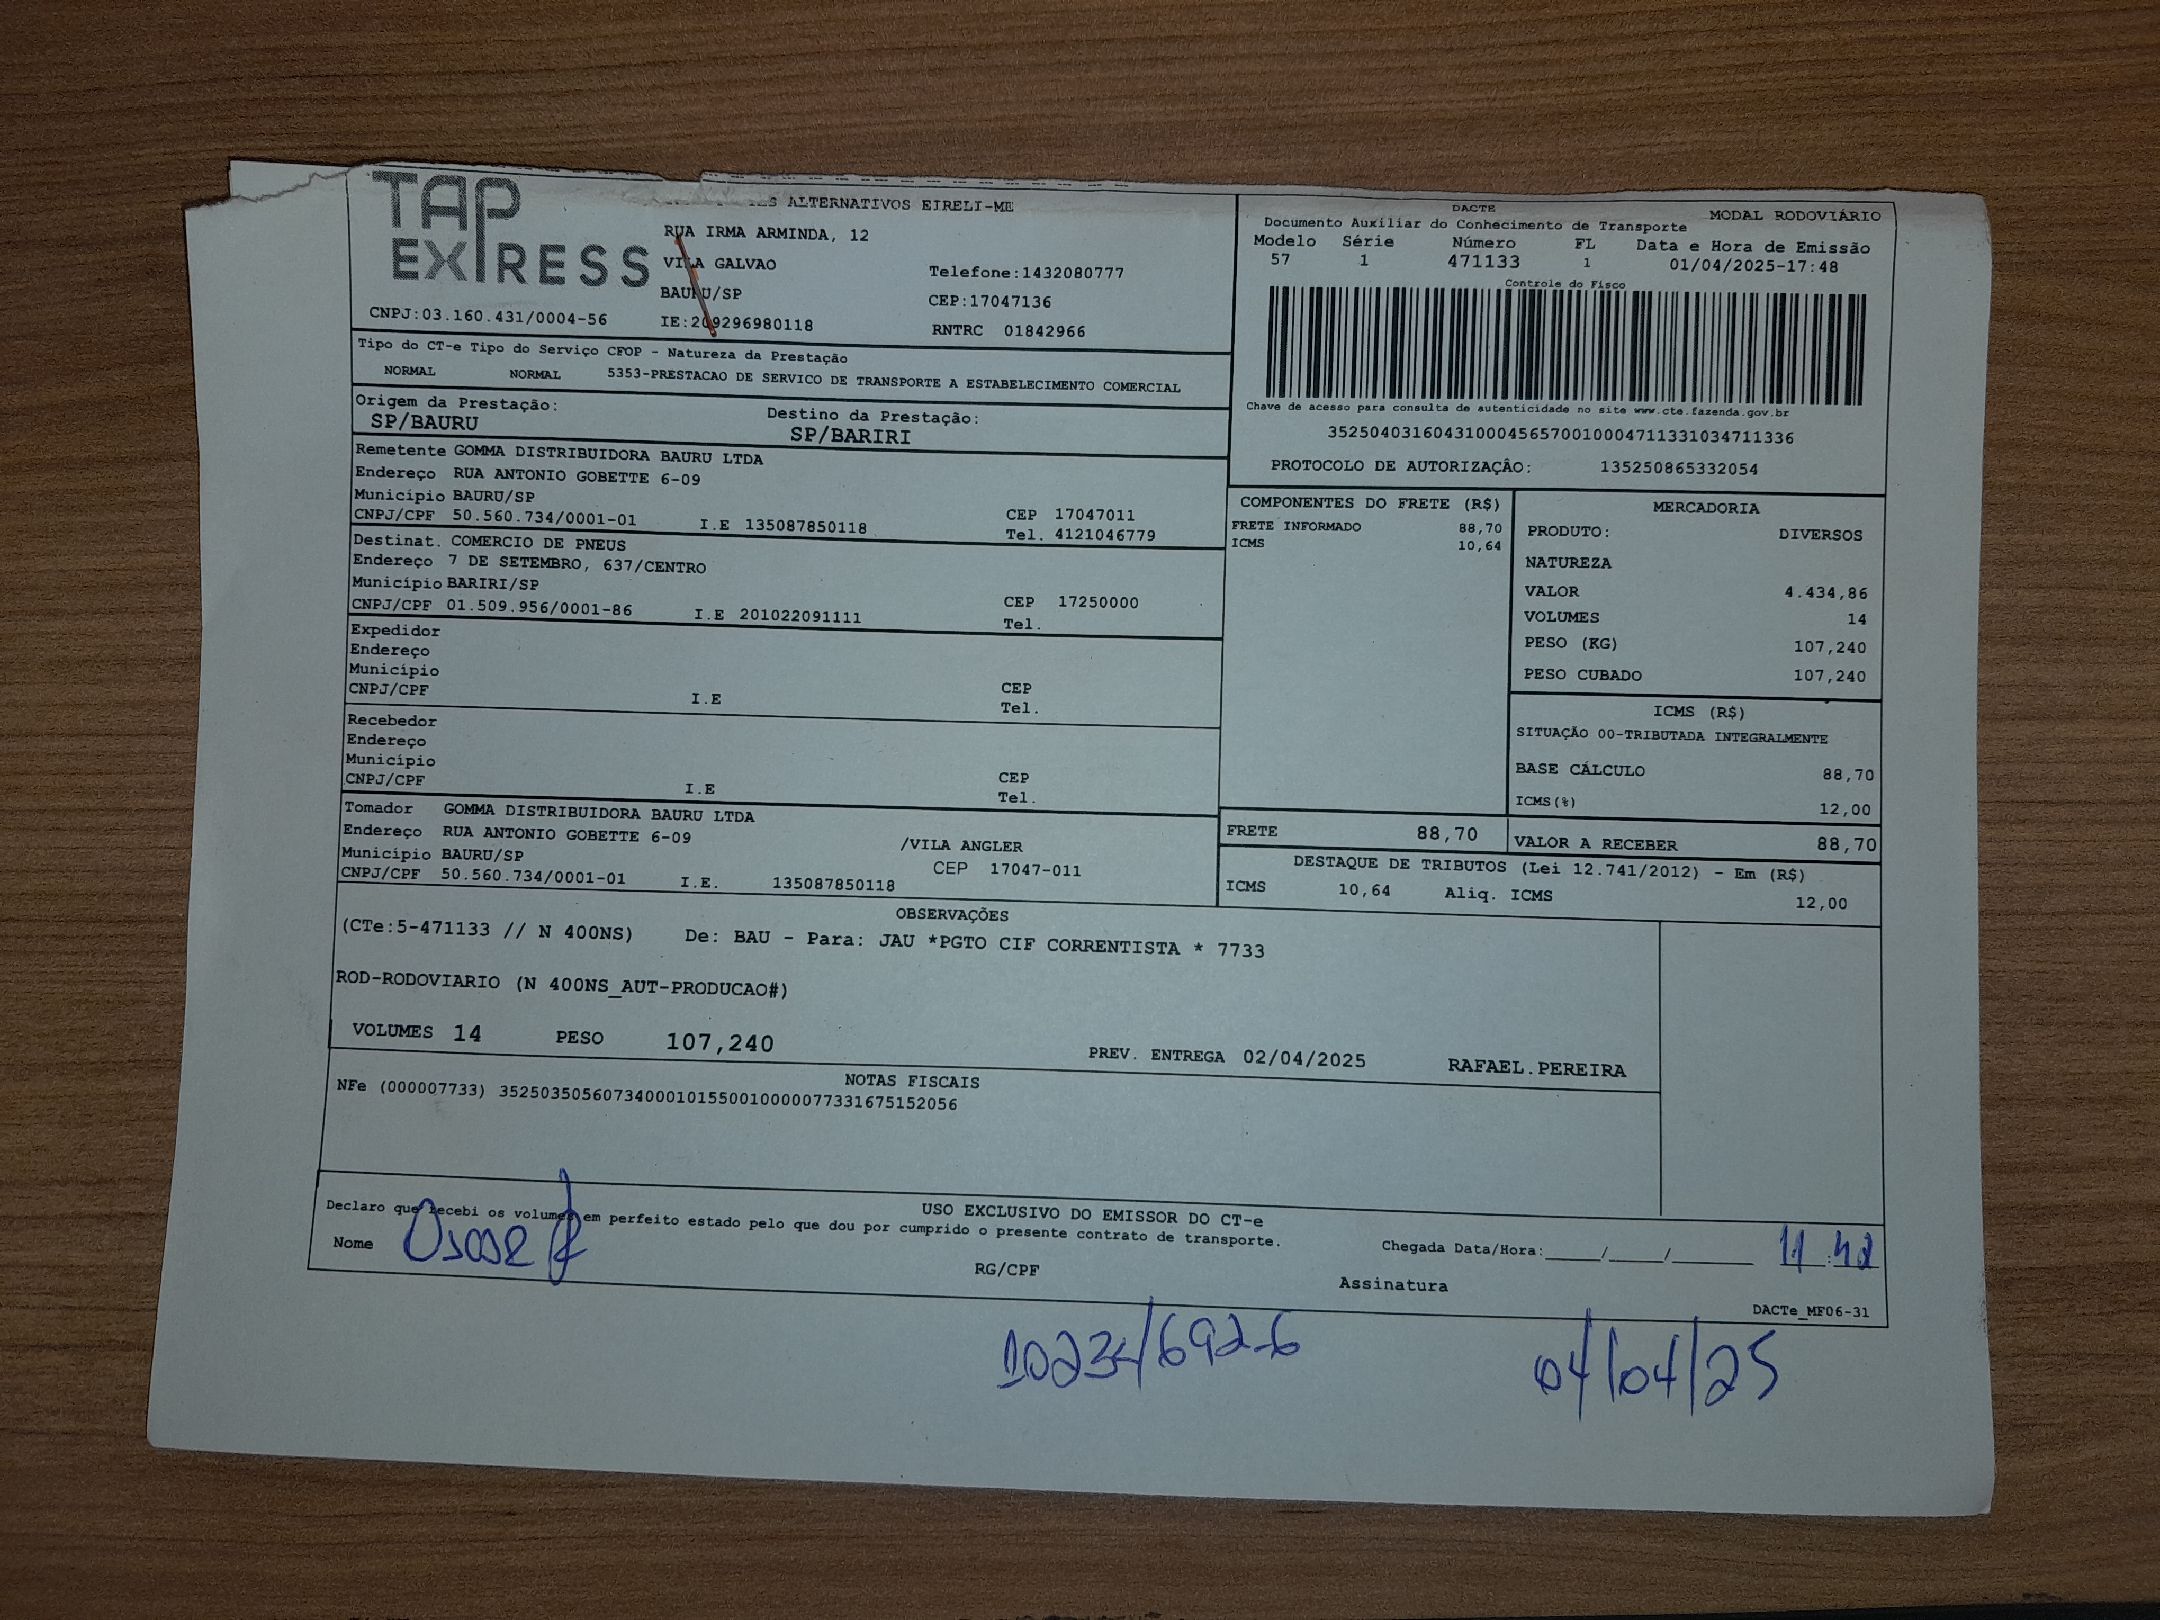 TAP
EXPRESS
ALTERNATIVOS EIRELI-ME
RUA IRMA ARMINDA, 12
VILA GALVAO
Telefone:1432080777
BAURU/SP
CEP:17047136
CNPJ:03.160.431/0004-56
IE:209296980118
RNTRC 01842966
DACTE
MODAL RODOVIÁRIO
Documento Auxiliar do Conhecimento de Transporte
Modelo Série Número FL Data e Hora de Emissão
57 1 471133 1 01/04/2025-17:48
Controle do Fisco
Chave de acesso para consulta de autenticidade no site www.cte.fazenda.gov.br
35250403160431000456570010004711331034711336
PROTOCOLO DE AUTORIZAÇÂO: 135250865332054
Tipo do CT-e Tipo do Serviço CFOP - Natureza da Prestação
NORMAL NORMAL 5353-PRESTACAO DE SERVICO DE TRANSPORTE A ESTABELECIMENTO COMERCIAL
Origem da Prestação: Destino da Prestação:
SP/BAURU SP/BARIRI
Remetente GOMMA DISTRIBUIDORA BAURU LTDA
Endereço RUA ANTONIO GOBETTE 6-09
Município BAURU/SP CEP 17047011
CNPJ/CPF 50.560.734/0001-01 I.E 135087850118 Tel. 4121046779
Destinat. COMERCIO DE PNEUS
Endereço 7 DE SETEMBRO, 637/CENTRO
Município BARIRI/SP CEP 17250000
CNPJ/CPF 01.509.956/0001-86 I.E 201022091111 Tel.
Expedidor
Endereço
Município CEP
CNPJ/CPF I.E Tel.
Recebedor
Endereço
Município CEP
CNPJ/CPF I.E Tel.
Tomador GOMMA DISTRIBUIDORA BAURU LTDA
Endereço RUA ANTONIO GOBETTE 6-09 /VILA ANGLER
Município BAURU/SP CEP 17047-011
CNPJ/CPF 50.560.734/0001-01 I.E. 135087850118
COMPONENTES DO FRETE (R$)
FRETE INFORMADO 88,70
ICMS 10,64
MERCADORIA
PRODUTO: DIVERSOS
NATUREZA
VALOR 4.434,86
VOLUMES 14
PESO (KG) 107,240
PESO CUBADO 107,240
ICMS (R$)
SITUAÇÃO 00-TRIBUTADA INTEGRALMENTE
BASE CÁLCULO 88,70
ICMS(%) 12,00
FRETE 88,70 VALOR A RECEBER 88,70
DESTAQUE DE TRIBUTOS (Lei 12.741/2012) - Em (R$)
ICMS 10,64 Aliq. ICMS 12,00
OBSERVAÇÕES
(CTe:5-471133 // N 400NS) De: BAU - Para: JAU *PGTO CIF CORRENTISTA * 7733
ROD-RODOVIARIO (N 400NS_AUT-PRODUCAO#)
VOLUMES 14 PESO 107,240 PREV. ENTREGA 02/04/2025 RAFAEL.PEREIRA
NOTAS FISCAIS
NFe (000007733) 35250350560734000101550010000077331675152056
USO EXCLUSIVO DO EMISSOR DO CT-e
Declaro que recebi os volumes em perfeito estado pelo que dou por cumprido o presente contrato de transporte.
Nome Oscar RG/CPF Chegada Data/Hora:____/____/______ 11:42
Assinatura
DACTe_MF06-31
04/04/25